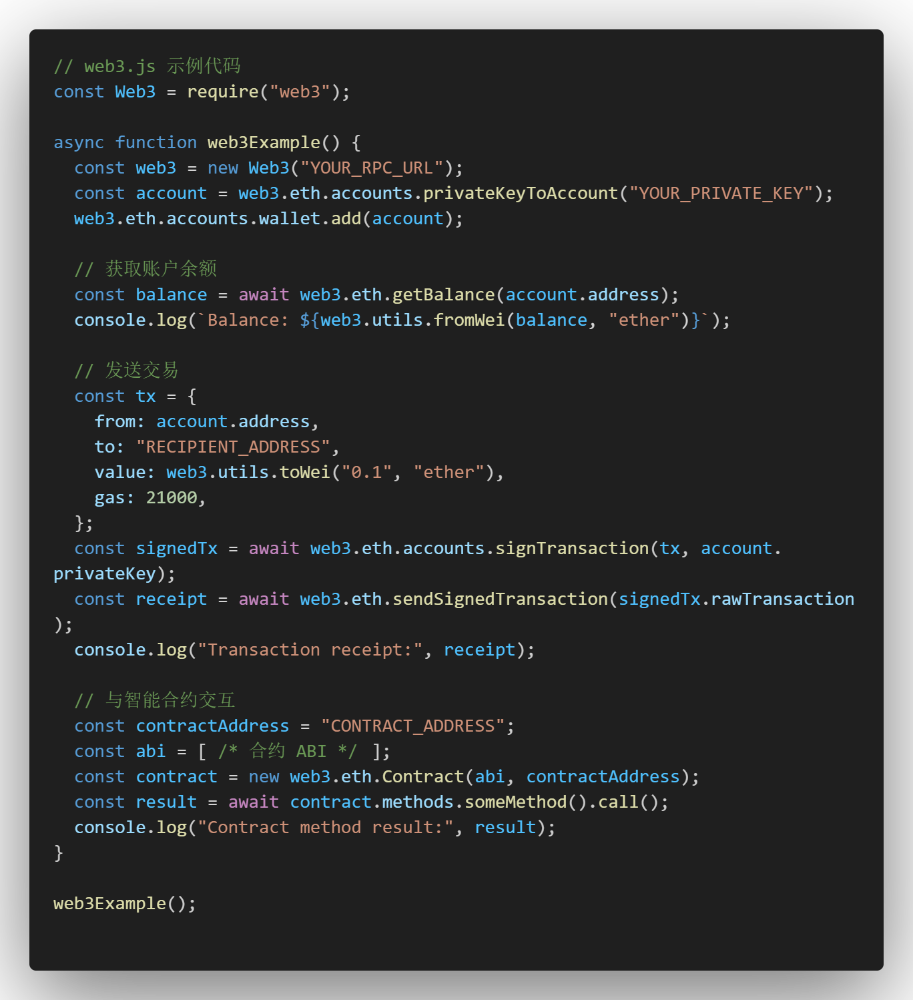 // web3.js 示例代码
const Web3 = require("web3");

async function web3Example() {
  const web3 = new Web3("YOUR_RPC_URL");
  const account = web3.eth.accounts.privateKeyToAccount("YOUR_PRIVATE_KEY");
  web3.eth.accounts.wallet.add(account);

  // 获取账户余额
  const balance = await web3.eth.getBalance(account.address);
  console.log(`Balance: ${web3.utils.fromWei(balance, "ether")}`);

  // 发送交易
  const tx = {
    from: account.address,
    to: "RECIPIENT_ADDRESS",
    value: web3.utils.toWei("0.1", "ether"),
    gas: 21000,
  };
  const signedTx = await web3.eth.accounts.signTransaction(tx, account.
privateKey);
  const receipt = await web3.eth.sendSignedTransaction(signedTx.rawTransaction
);
  console.log("Transaction receipt:", receipt);

  // 与智能合约交互
  const contractAddress = "CONTRACT_ADDRESS";
  const abi = [ /* 合约 ABI */ ];
  const contract = new web3.eth.Contract(abi, contractAddress);
  const result = await contract.methods.someMethod().call();
  console.log("Contract method result:", result);
}

web3Example();